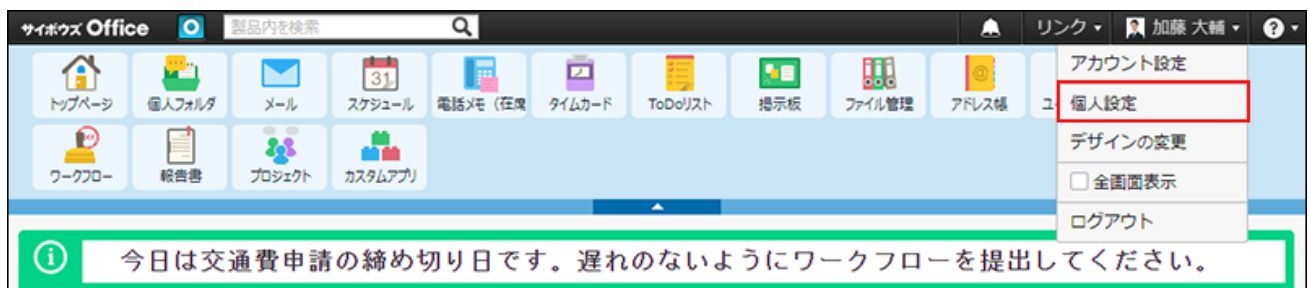 サイボウズ Office 製品内を検索 リンク 加藤 大輔
トップページ 個人フォルダ メール スケジュール 電話メモ（在席 タイムカード ToDoリスト 掲示板 ファイル管理 アドレス帳 ユー
アカウント設定
個人設定
デザインの変更
全画面表示
ログアウト
ワークフロー 報告書 プロジェクト カスタムアプリ
今日は交通費申請の締め切り日です。遅れのないようにワークフローを提出してください。